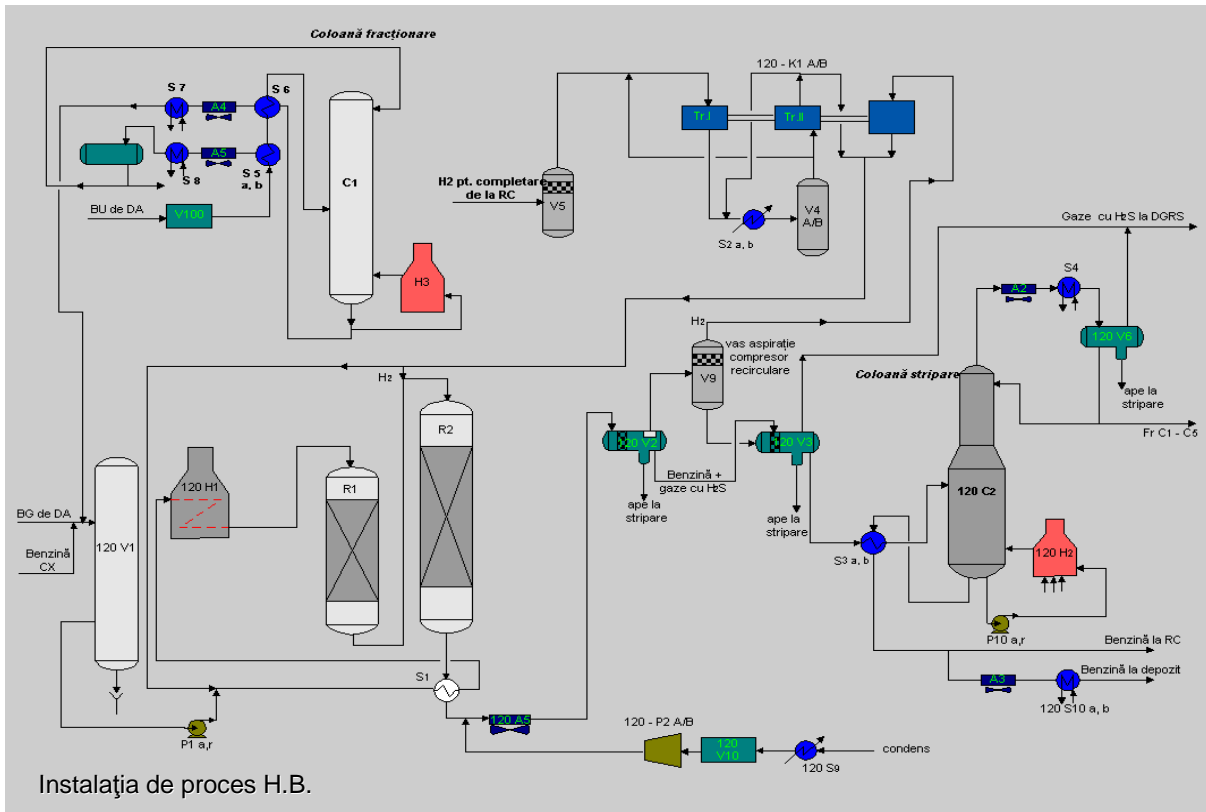 Coloană fracționare
S 7
A4
S 6
S 8
A5
S 5
a, b
C1
BU de DA
V100
H3
120 - K1 A/B
Tr.I
Tr.II
H2 pt. completare
de la RC
V5
V4
A/B
S2 a, b
Gaze cu H2S la DGRS
S4
A2
120 V6
ape la
stripare
Coloană stripare
Fr C1 - C5
H2
vas aspirație
compresor
recirculare
V9
H2
R2
120 V2
120 V3
Benzină +
gaze cu H2S
ape la
stripare
ape la
stripare
120 H1
R1
BG de DA
Benzină
CX
120 V1
120 C2
120 H2
S3 a, b
P10 a,r
Benzină la RC
Benzină la depozit
A3
120 S10 a, b
S1
120 A5
P1 a,r
120 - P2 A/B
120
V10
condens
120 S9
Instalaţia de proces H.B.